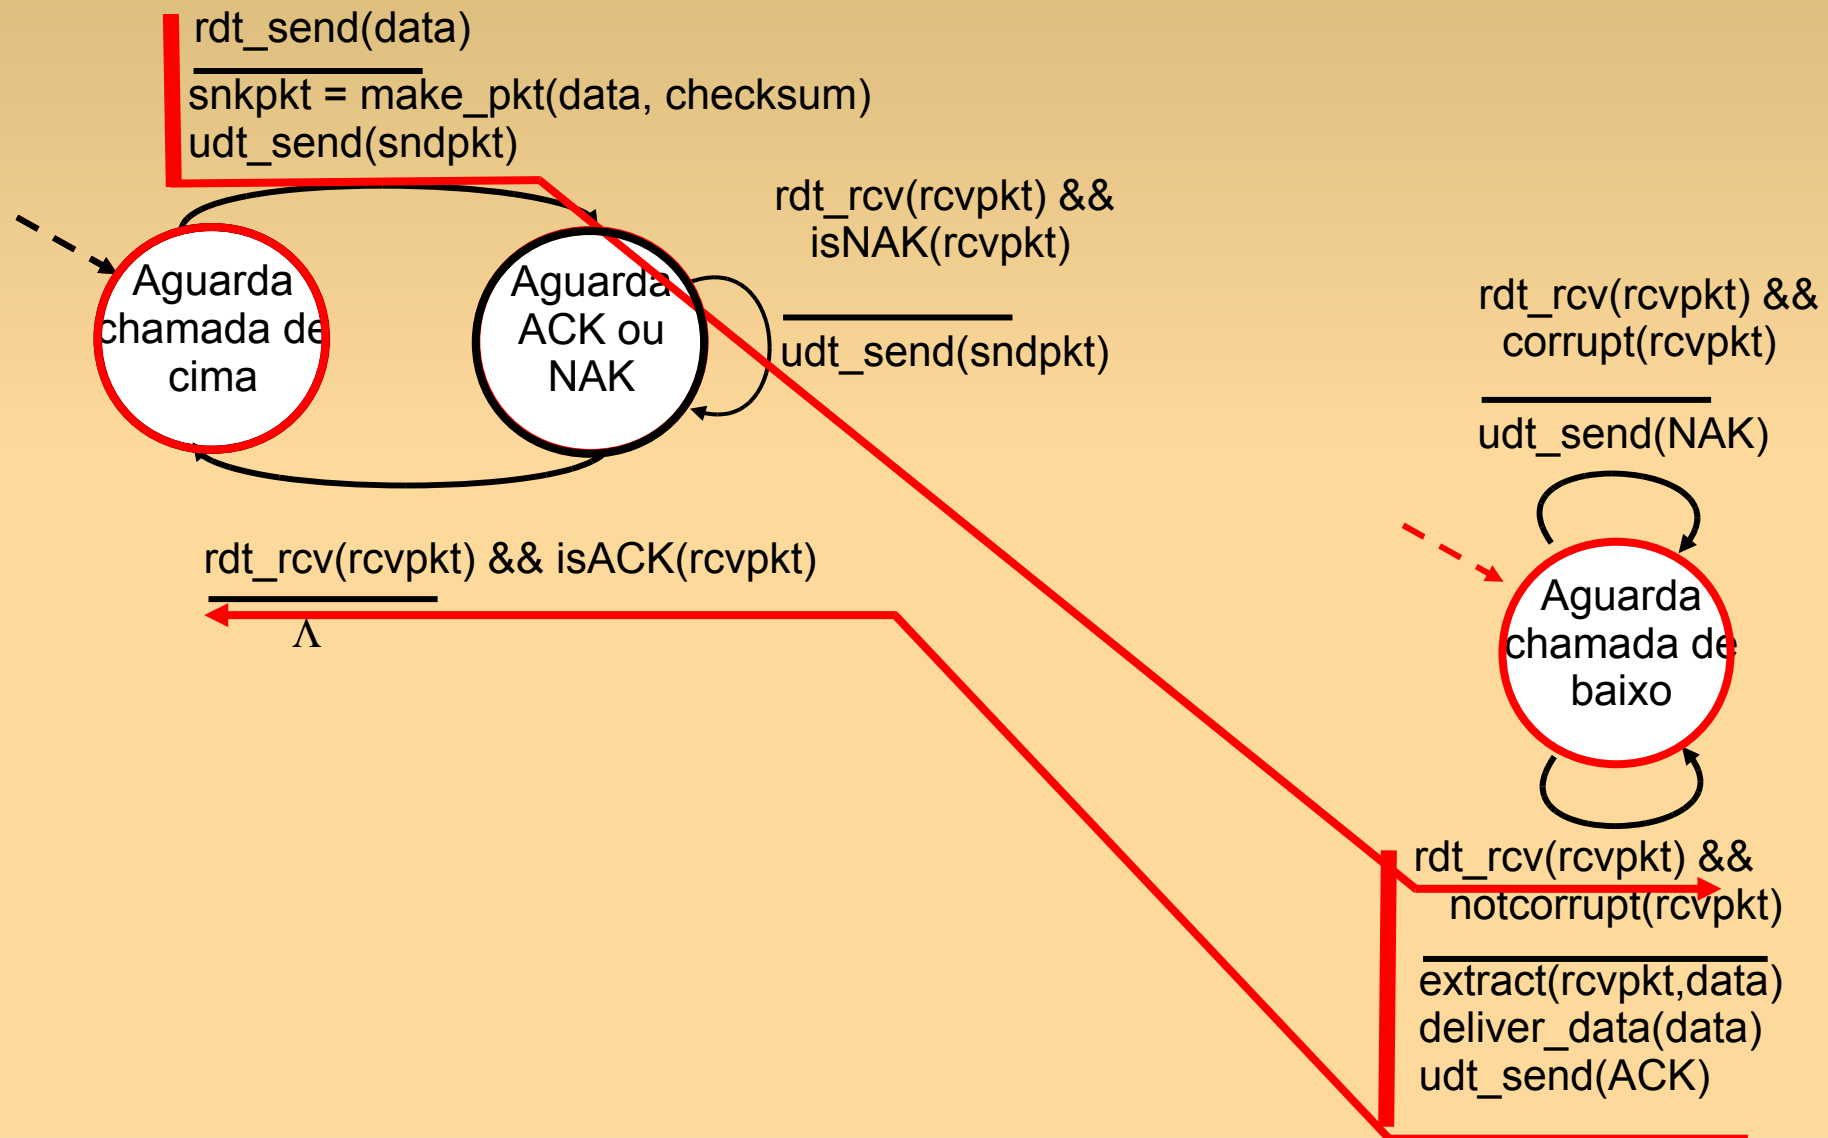 rdt_send(data)
snkpkt = make_pkt(data, checksum)
udt_send(sndpkt)
rdt_rcv(rcvpkt) &&
isNAK(rcvpkt)
udt_send(sndpkt)
Aguarda
chamada de
cima
Aguarda
ACK ou
NAK
rdt_rcv(rcvpkt) && isACK(rcvpkt)
Λ
rdt_rcv(rcvpkt) &&
corrupt(rcvpkt)
udt_send(NAK)
Aguarda
chamada de
baixo
rdt_rcv(rcvpkt) &&
notcorrupt(rcvpkt)
extract(rcvpkt,data)
deliver_data(data)
udt_send(ACK)